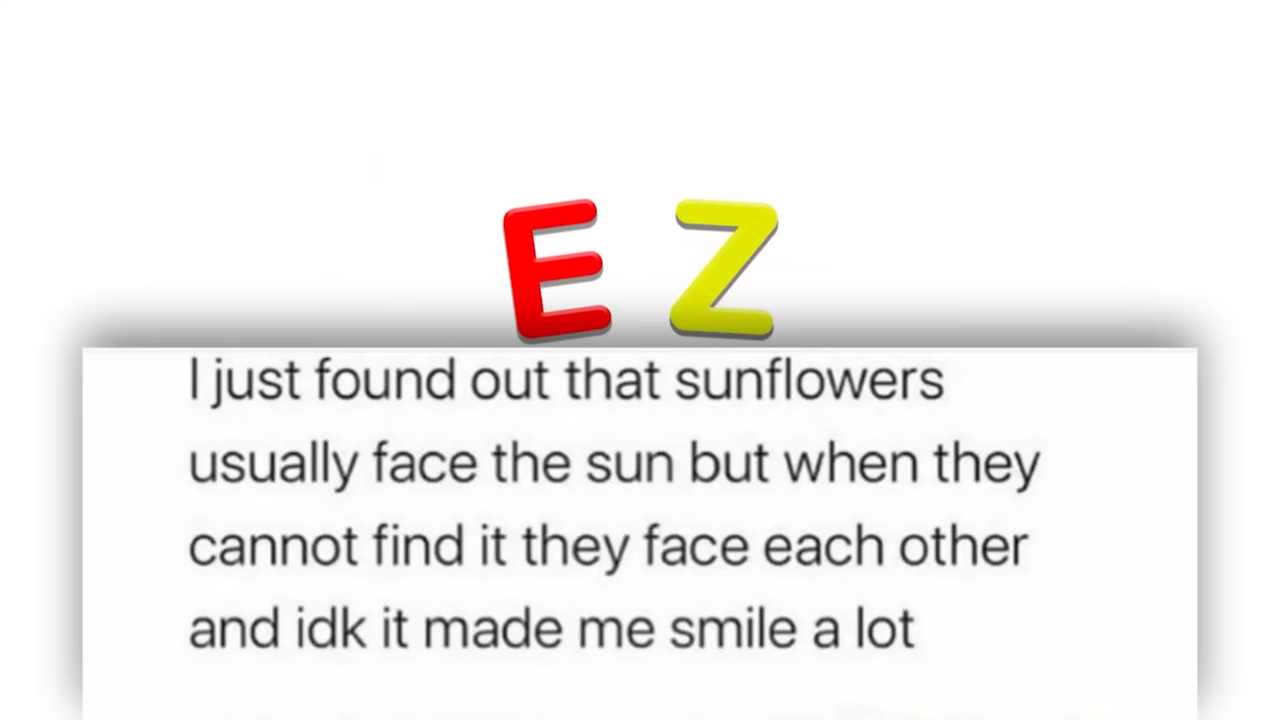 E Z
I just found out that sunflowers
usually face the sun but when they
cannot find it they face each other
and idk it made me smile a lot